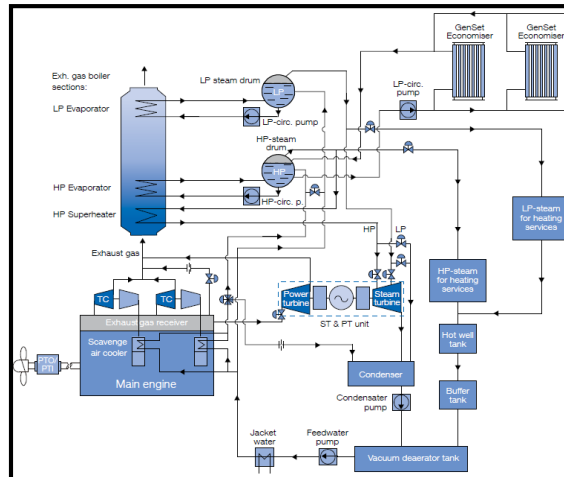 GenSet
Economiser
GenSet
Economiser
Exh. gas boiler
sections:
LP Evaporator
HP Evaporator
HP Superheater
Exhaust gas
LP steam drum
LP
LP-circ. pump
HP-steam
drum
HP
HP-circ. p.
LP-circ.
pump
HP
LP
LP-steam
for heating
services
HP-steam
for heating
services
TC
TC
Exhaust gas receiver
Scavenge
air cooler
Main engine
PTO/
PTI
Power
turbine
Steam
turbine
ST & PT unit
Hot well
tank
Buffer
tank
Condenser
Condensater
pump
Jacket
water
Feedwater
pump
Vacuum deaerator tank